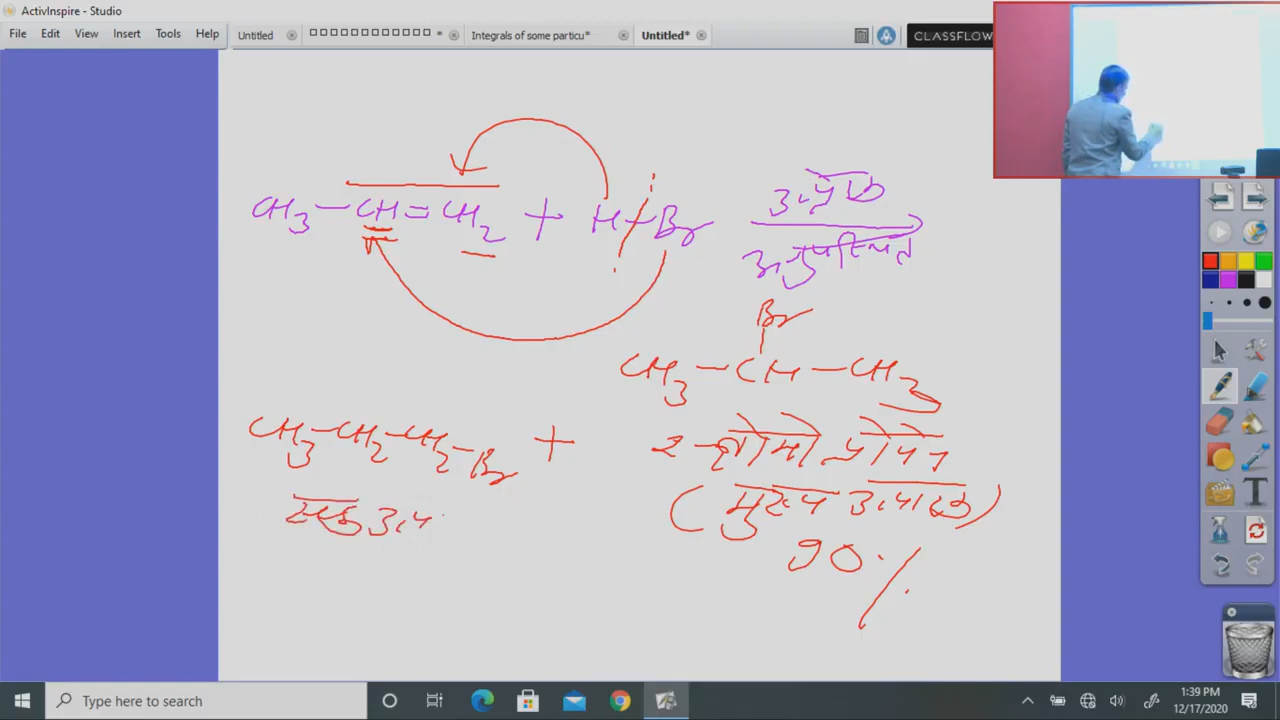 ActivInspire - Studio
File Edit View Insert Tools Help
Untitled
Integrals of some particu*
Untitled*
CLASSFLOW
CH3 — CH = CH2 + H — Br
अनुपस्थित
Br
CH3 — CH — CH3
CH3 — CH2 — CH2 — Br +
2 - ब्रोमो प्रोपेन
(मुख्य उत्पाद)
90 %
Type here to search
1:39 PM
12/17/2020